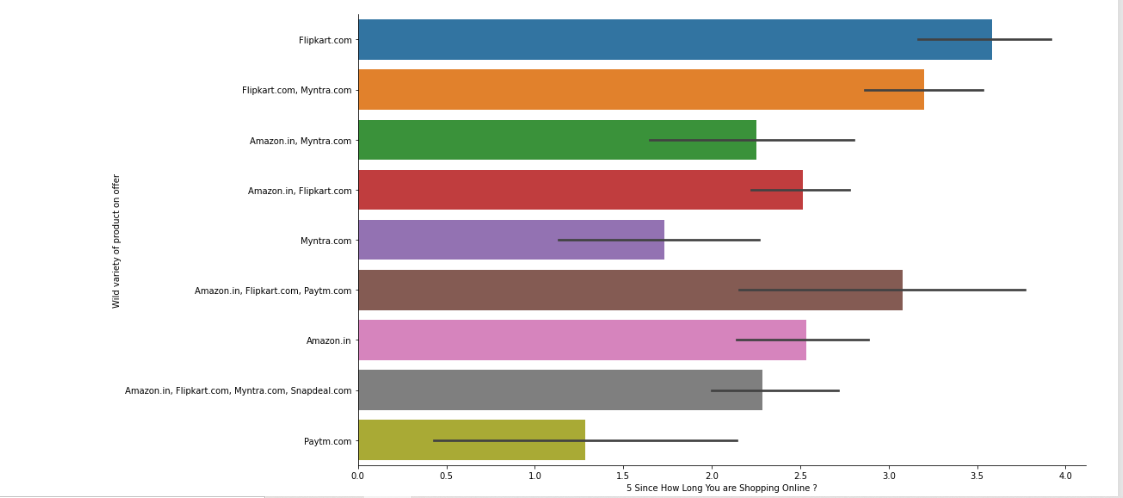 Flipkart.com
Flipkart.com, Myntra.com
Amazon.in, Myntra.com
Amazon.in, Flipkart.com
Myntra.com
Amazon.in, Flipkart.com, Paytm.com
Amazon.in
Amazon.in, Flipkart.com, Myntra.com, Snapdeal.com
Paytm.com
Wild variety of product on offer
0.0 0.5 1.0 1.5 2.0 2.5 3.0 3.5 4.0
5 Since How Long You are Shopping Online ?